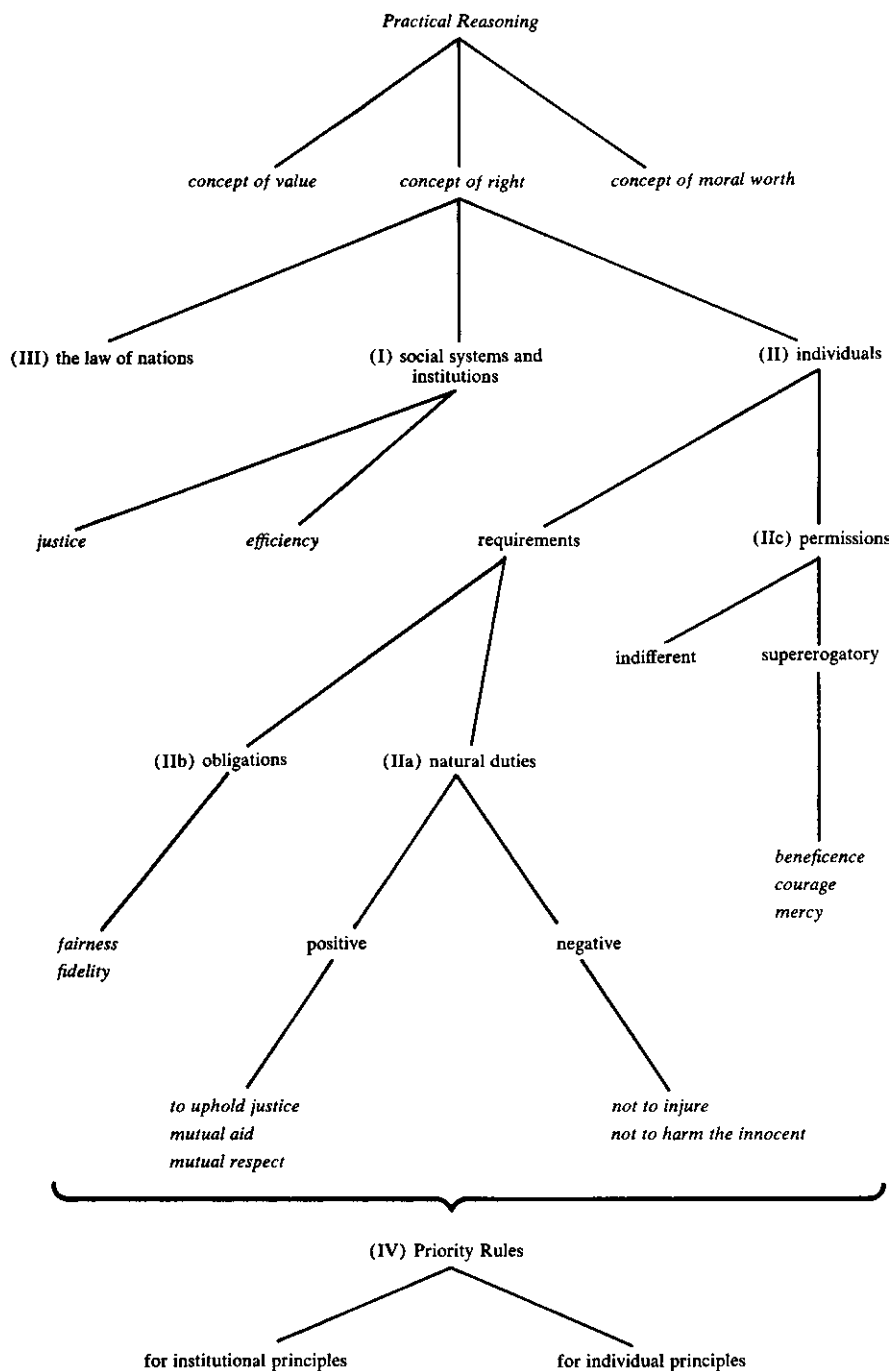 Practical Reasoning
concept of value
concept of right
concept of moral worth
(III) the law of nations
(I) social systems and
institutions
(II) individuals
justice
efficiency
requirements
(IIc) permissions
indifferent
supererogatory
(IIb) obligations
(IIa) natural duties
beneficence
courage
mercy
fairness
fidelity
positive
negative
to uphold justice
mutual aid
mutual respect
not to injure
not to harm the innocent
(IV) Priority Rules
for institutional principles
for individual principles